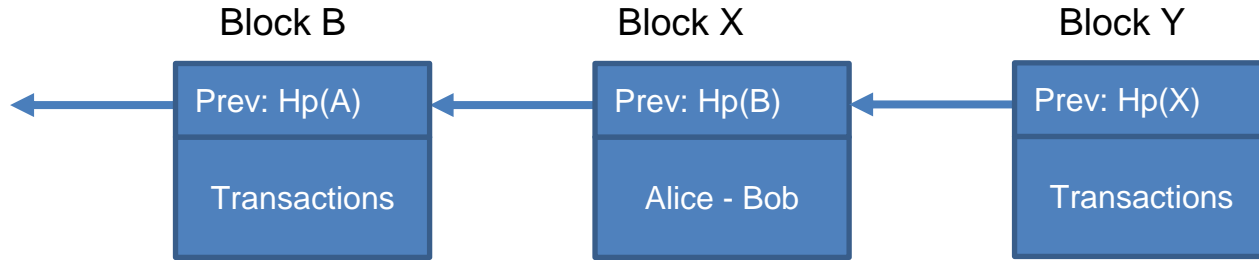 Block B
Block X
Block Y
Prev: Hp(A)
Prev: Hp(B)
Prev: Hp(X)
Transactions
Alice - Bob
Transactions